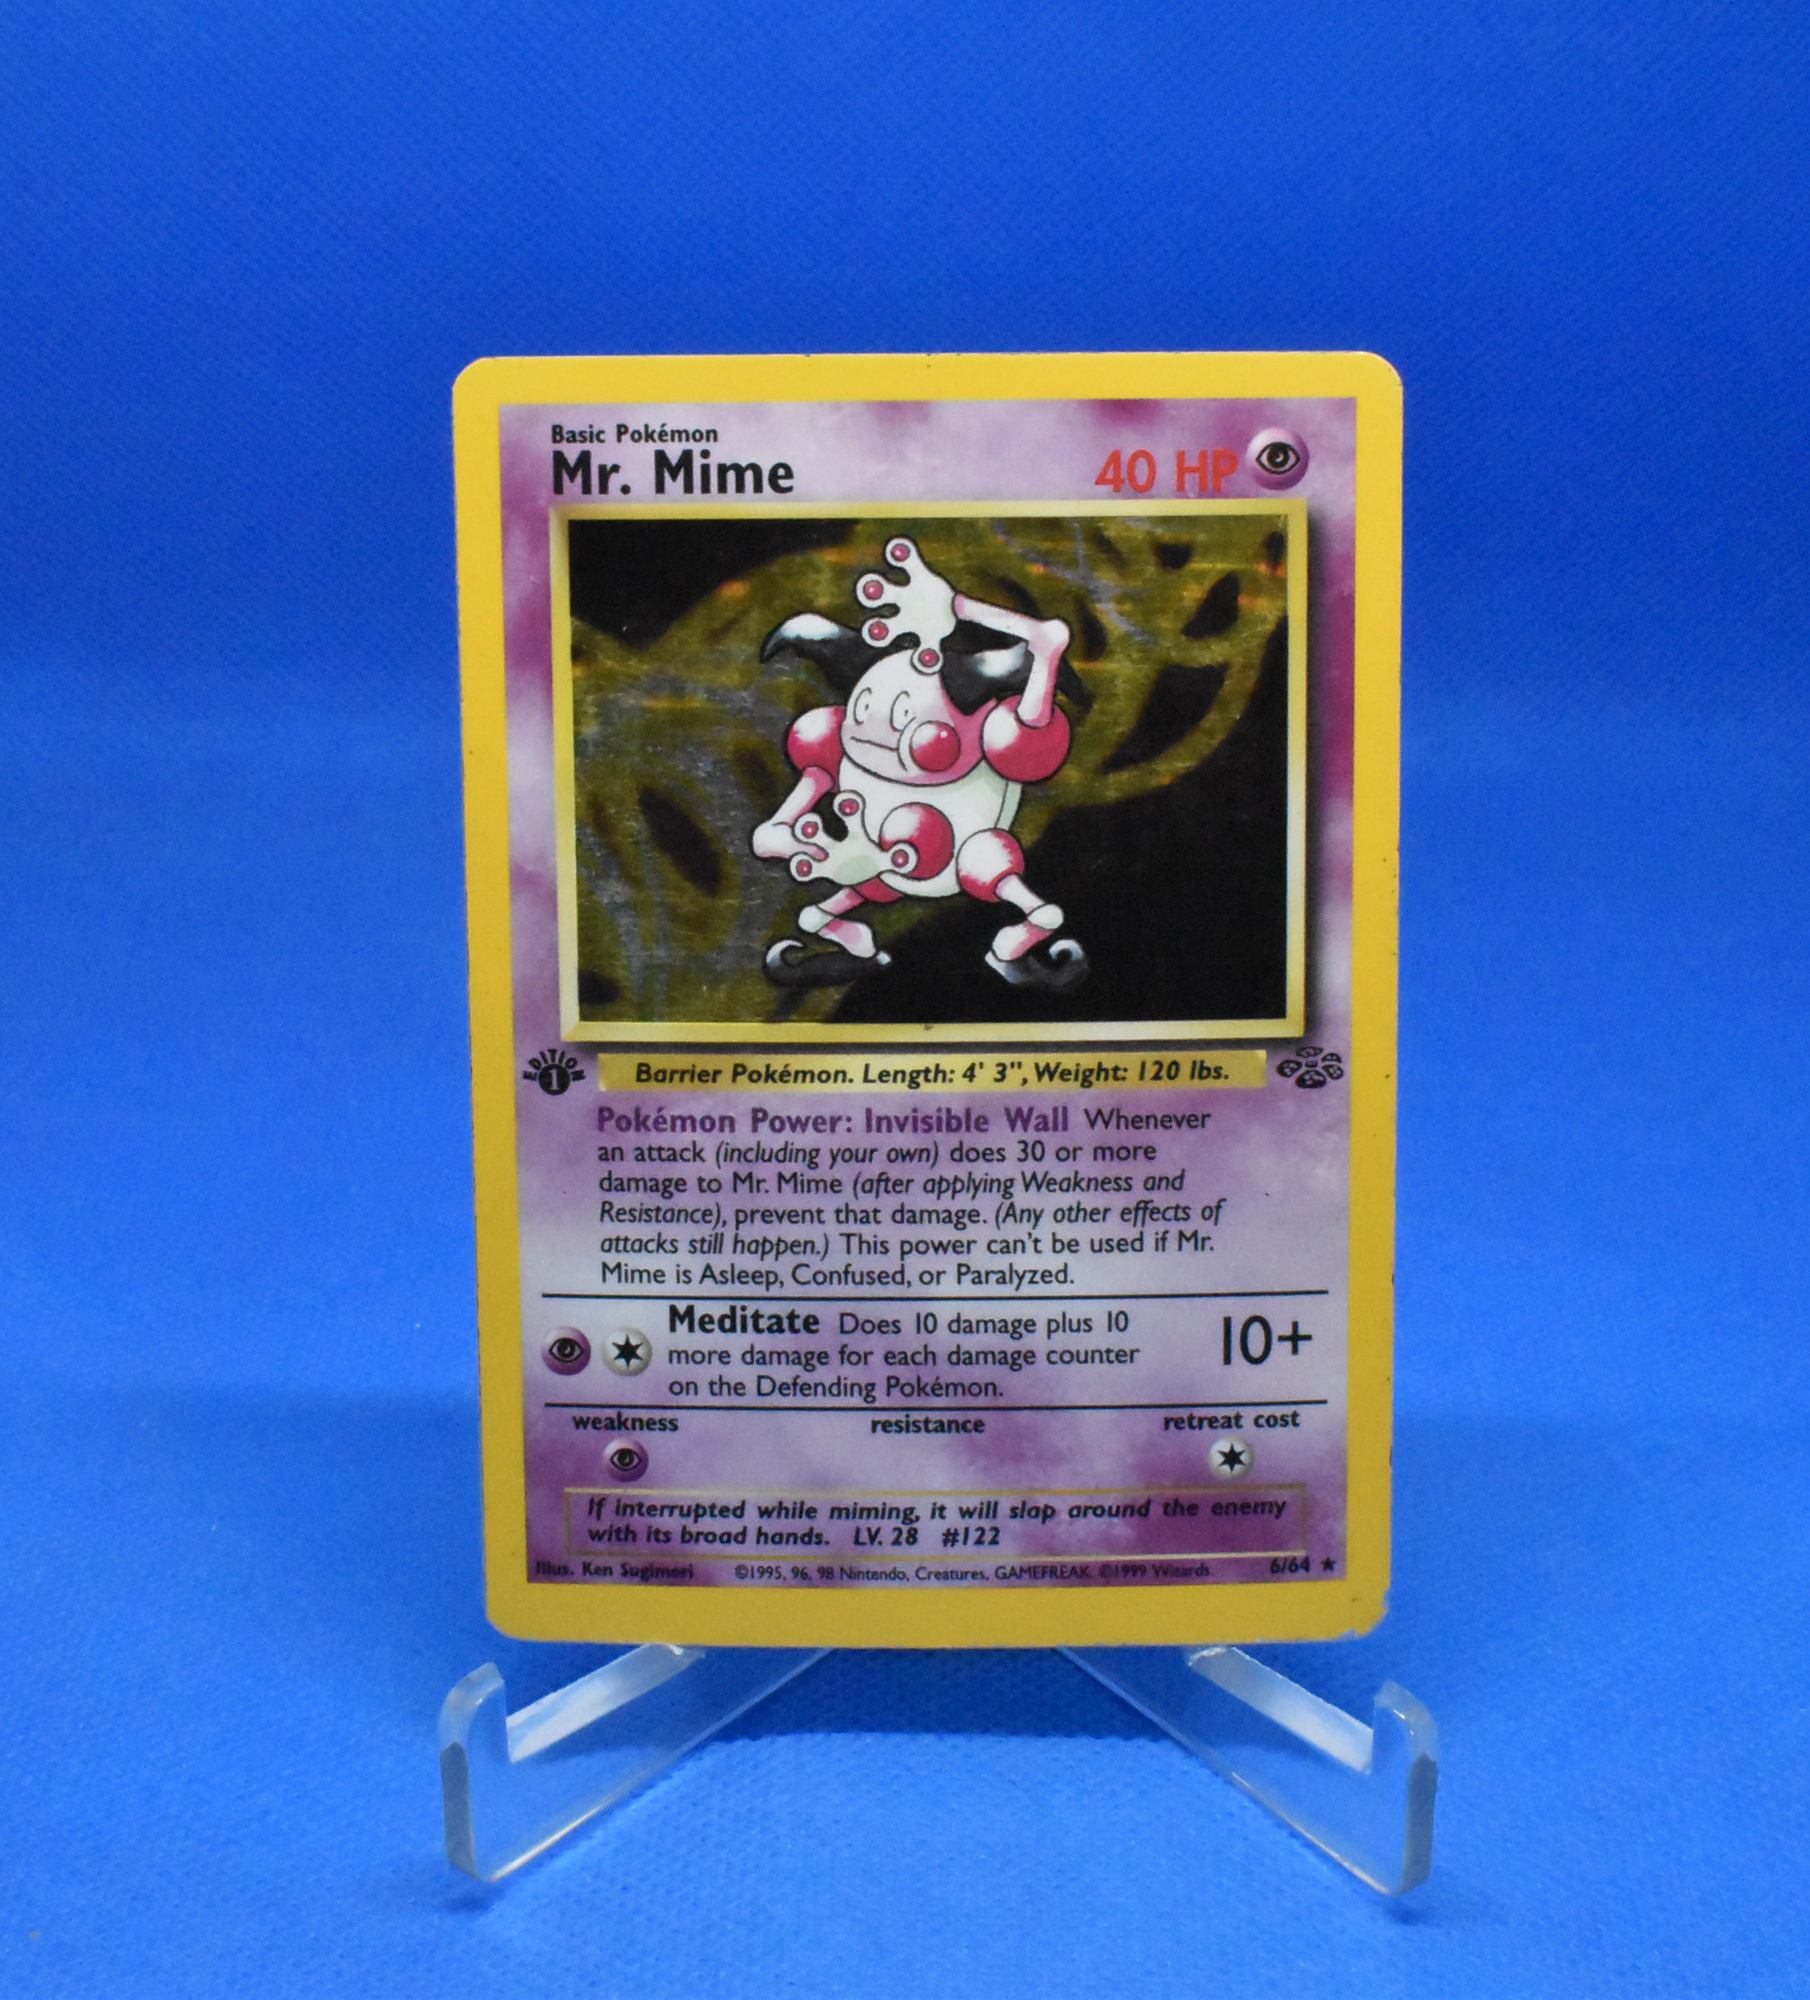 Basic Pokémon
Mr. Mime
40 HP
EDITION
1
Barrier Pokémon. Length: 4' 3", Weight: 120 lbs.
Pokémon Power: Invisible Wall Whenever
an attack (including your own) does 30 or more
damage to Mr. Mime (after applying Weakness and
Resistance), prevent that damage. (Any other effects of
attacks still happen.) This power can't be used if Mr.
Mime is Asleep, Confused, or Paralyzed.
Meditate Does 10 damage plus 10
more damage for each damage counter
on the Defending Pokémon.
10+
weakness
resistance
retreat cost
If interrupted while miming, it will slap around the enemy
with its broad hands. LV. 28 #122
Illus. Ken Sugimori
©1995, 96, 98 Nintendo, Creatures, GAMEFREAK. ©1999 Wizards.
6/64 ★